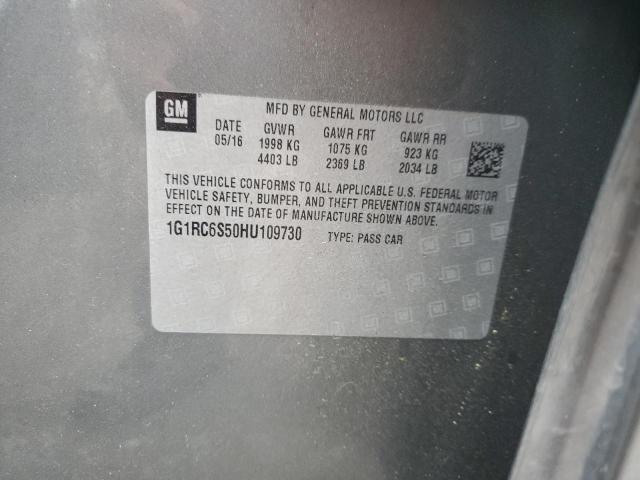 GM
MFD BY GENERAL MOTORS LLC
DATE GVWR GAWR FRT GAWR RR
05/16 1998 KG 1075 KG 923 KG
4403 LB 2369 LB 2034 LB
THIS VEHICLE CONFORMS TO ALL APPLICABLE U.S. FEDERAL MOTOR
VEHICLE SAFETY, BUMPER, AND THEFT PREVENTION STANDARDS IN
EFFECT ON THE DATE OF MANUFACTURE SHOWN ABOVE.
1G1RC6S50HU109730 TYPE: PASS CAR